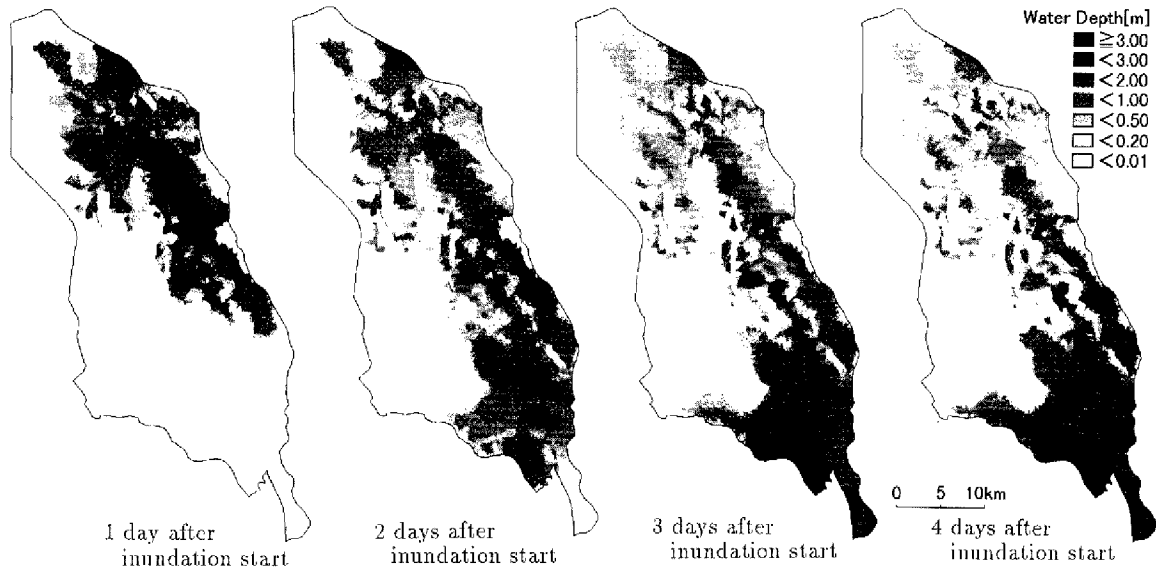 Water Depth[m]
≧3.00
<3.00
<2.00
<1.00
<0.50
<0.20
<0.01
0 5 10km
1 day after
inundation start
2 days after
inundation start
3 days after
inundation start
4 days after
inundation start